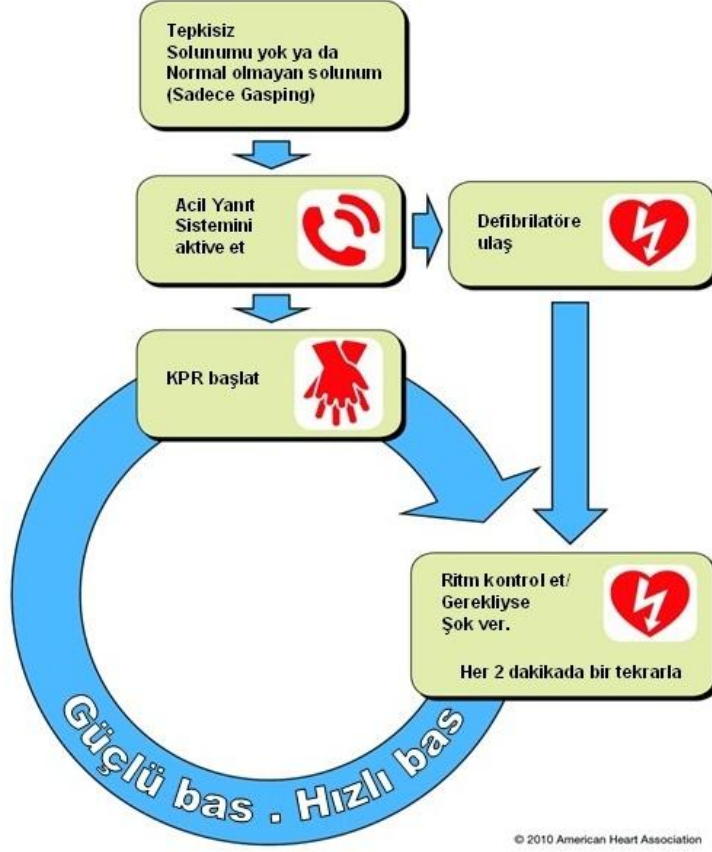 Tepkisiz
Solunumu yok ya da
Normal olmayan solunum
(Sadece Gasping)
Acil Yanıt
Sistemini
aktive et
Defibrilatöre
ulaş
KPR başlat
Ritm kontrol et/
Gerekliyse
Şok ver.
Her 2 dakikada bir tekrarla
Güçlü bas . Hızlı bas
© 2010 American Heart Association